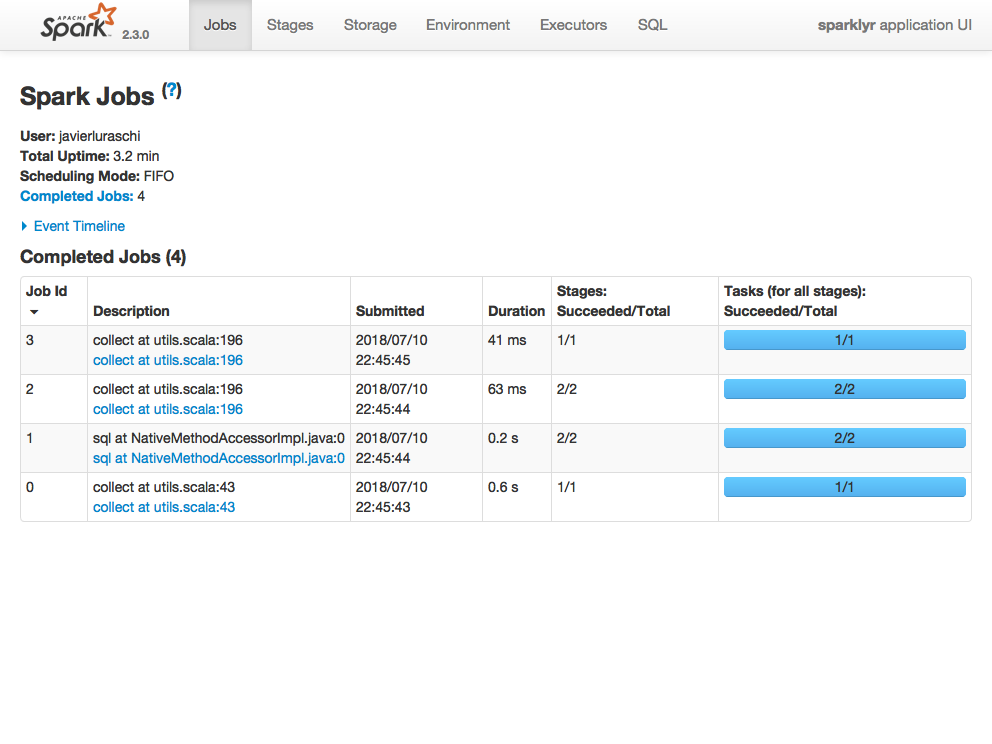 APACHE
Spark 2.3.0 Jobs Stages Storage Environment Executors SQL sparklyr application UI
Spark Jobs (?)
User: javierluraschi
Total Uptime: 3.2 min
Scheduling Mode: FIFO
Completed Jobs: 4
Event Timeline
Completed Jobs (4)
Job Id Description Submitted Duration Stages: Succeeded/Total Tasks (for all stages): Succeeded/Total
3 collect at utils.scala:196 2018/07/10 41 ms 1/1 1/1
collect at utils.scala:196 22:45:45
2 collect at utils.scala:196 2018/07/10 63 ms 2/2 2/2
collect at utils.scala:196 22:45:44
1 sql at NativeMethodAccessorImpl.java:0 2018/07/10 0.2 s 2/2 2/2
sql at NativeMethodAccessorImpl.java:0 22:45:44
0 collect at utils.scala:43 2018/07/10 0.6 s 1/1 1/1
collect at utils.scala:43 22:45:43